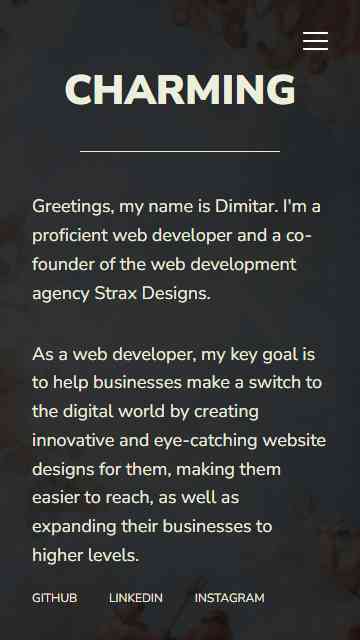 CHARMING
Greetings, my name is Dimitar. I'm a
proficient web developer and a co-
founder of the web development
agency Strax Designs.
As a web developer, my key goal is
to help businesses make a switch to
the digital world by creating
innovative and eye-catching website
designs for them, making them
easier to reach, as well as
expanding their businesses to
higher levels.
GITHUB LINKEDIN INSTAGRAM